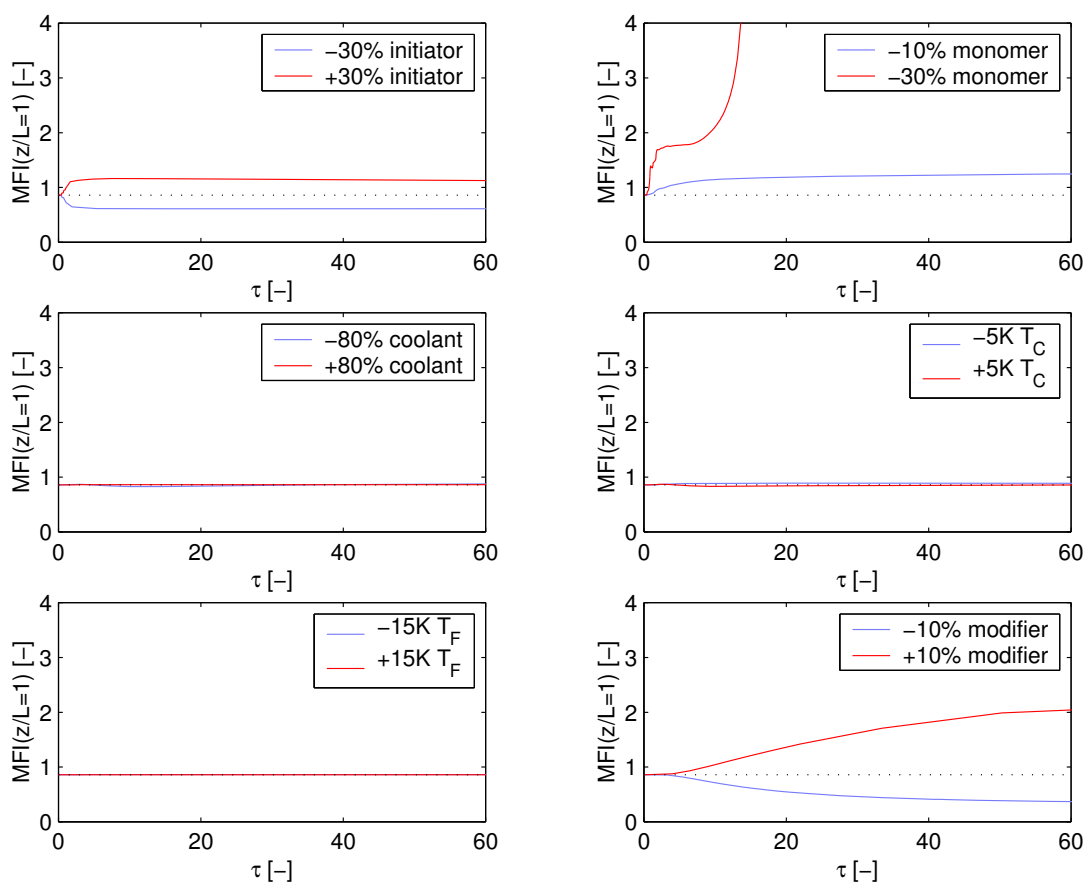 4
3
2
1
0
MFI(z/L=1) [−]
−30% initiator
+30% initiator
0 20 40 60
τ [−]
4
3
2
1
0
MFI(z/L=1) [−]
−10% monomer
−30% monomer
0 20 40 60
τ [−]
4
3
2
1
0
MFI(z/L=1) [−]
−80% coolant
+80% coolant
0 20 40 60
τ [−]
4
3
2
1
0
MFI(z/L=1) [−]
−5K T_C
+5K T_C
0 20 40 60
τ [−]
4
3
2
1
0
MFI(z/L=1) [−]
−15K T_F
+15K T_F
0 20 40 60
τ [−]
4
3
2
1
0
MFI(z/L=1) [−]
−10% modifier
+10% modifier
0 20 40 60
τ [−]